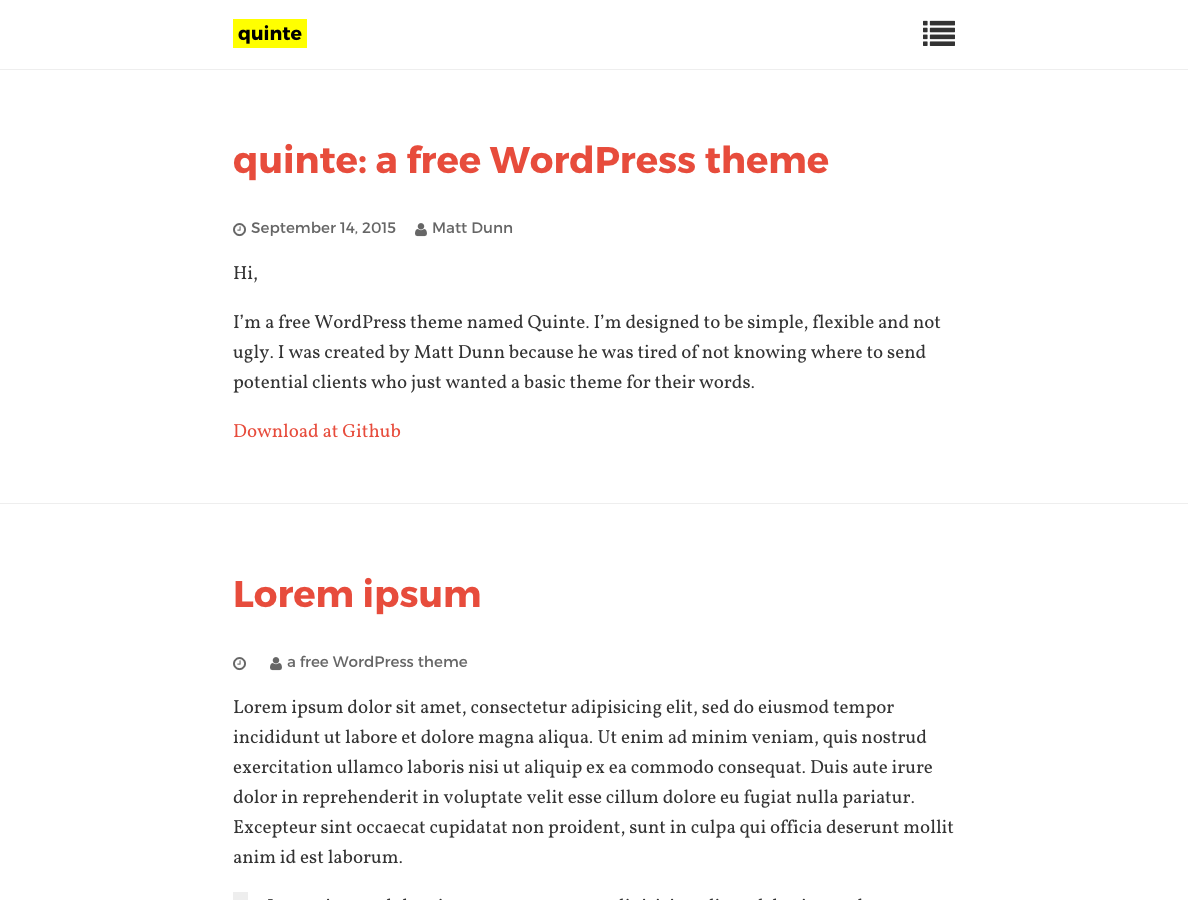 quinte
quinte: a free WordPress theme
September 14, 2015 Matt Dunn
Hi,
I’m a free WordPress theme named Quinte. I’m designed to be simple, flexible and not
ugly. I was created by Matt Dunn because he was tired of not knowing where to send
potential clients who just wanted a basic theme for their words.
Download at Github
Lorem ipsum
a free WordPress theme
Lorem ipsum dolor sit amet, consectetur adipisicing elit, sed do eiusmod tempor
incididunt ut labore et dolore magna aliqua. Ut enim ad minim veniam, quis nostrud
exercitation ullamco laboris nisi ut aliquip ex ea commodo consequat. Duis aute irure
dolor in reprehenderit in voluptate velit esse cillum dolore eu fugiat nulla pariatur.
Excepteur sint occaecat cupidatat non proident, sunt in culpa qui officia deserunt mollit
anim id est laborum.